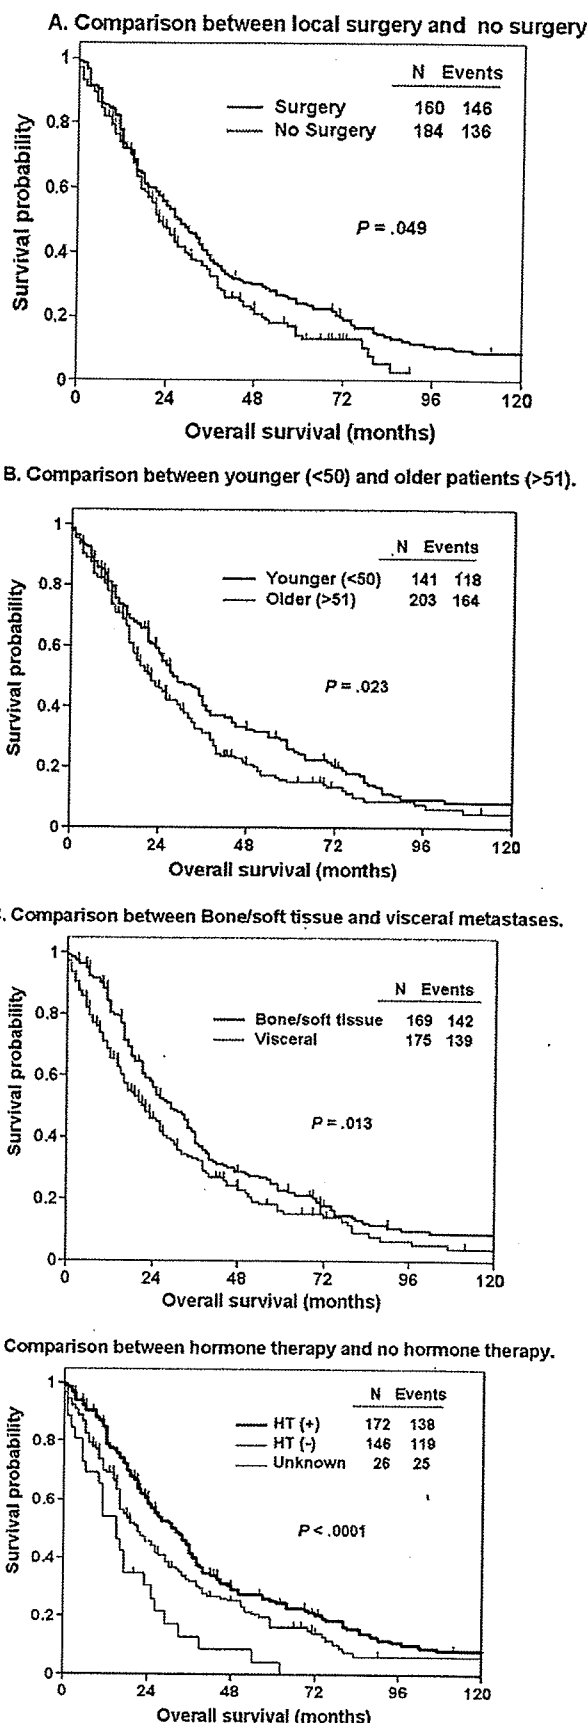 A. Comparison between local surgery and no surgery
N Events
Surgery 160 146
No Surgery 184 136
P = .049
Survival probability
1
0.8
0.6
0.4
0.2
0
0 24 48 72 96 120
Overall survival (months)
B. Comparison between younger (<50) and older patients (>51).
N Events
Younger (<50) 141 118
Older (>51) 203 164
P = .023
Survival probability
1
0.8
0.6
0.4
0.2
0
0 24 48 72 96 120
Overall survival (months)
. Comparison between Bone/soft tissue and visceral metastases.
N Events
Bone/soft tissue 169 142
Visceral 175 139
P = .013
Survival probability
1
0.8
0.6
0.4
0.2
0
0 24 48 72 96 120
Overall survival (months)
Comparison between hormone therapy and no hormone therapy.
N Events
HT (+) 172 138
HT (-) 146 119
Unknown 26 25
P < .0001
Survival probability
1
0.8
0.6
0.4
0.2
0
0 24 48 72 96 120
Overall survival (months)